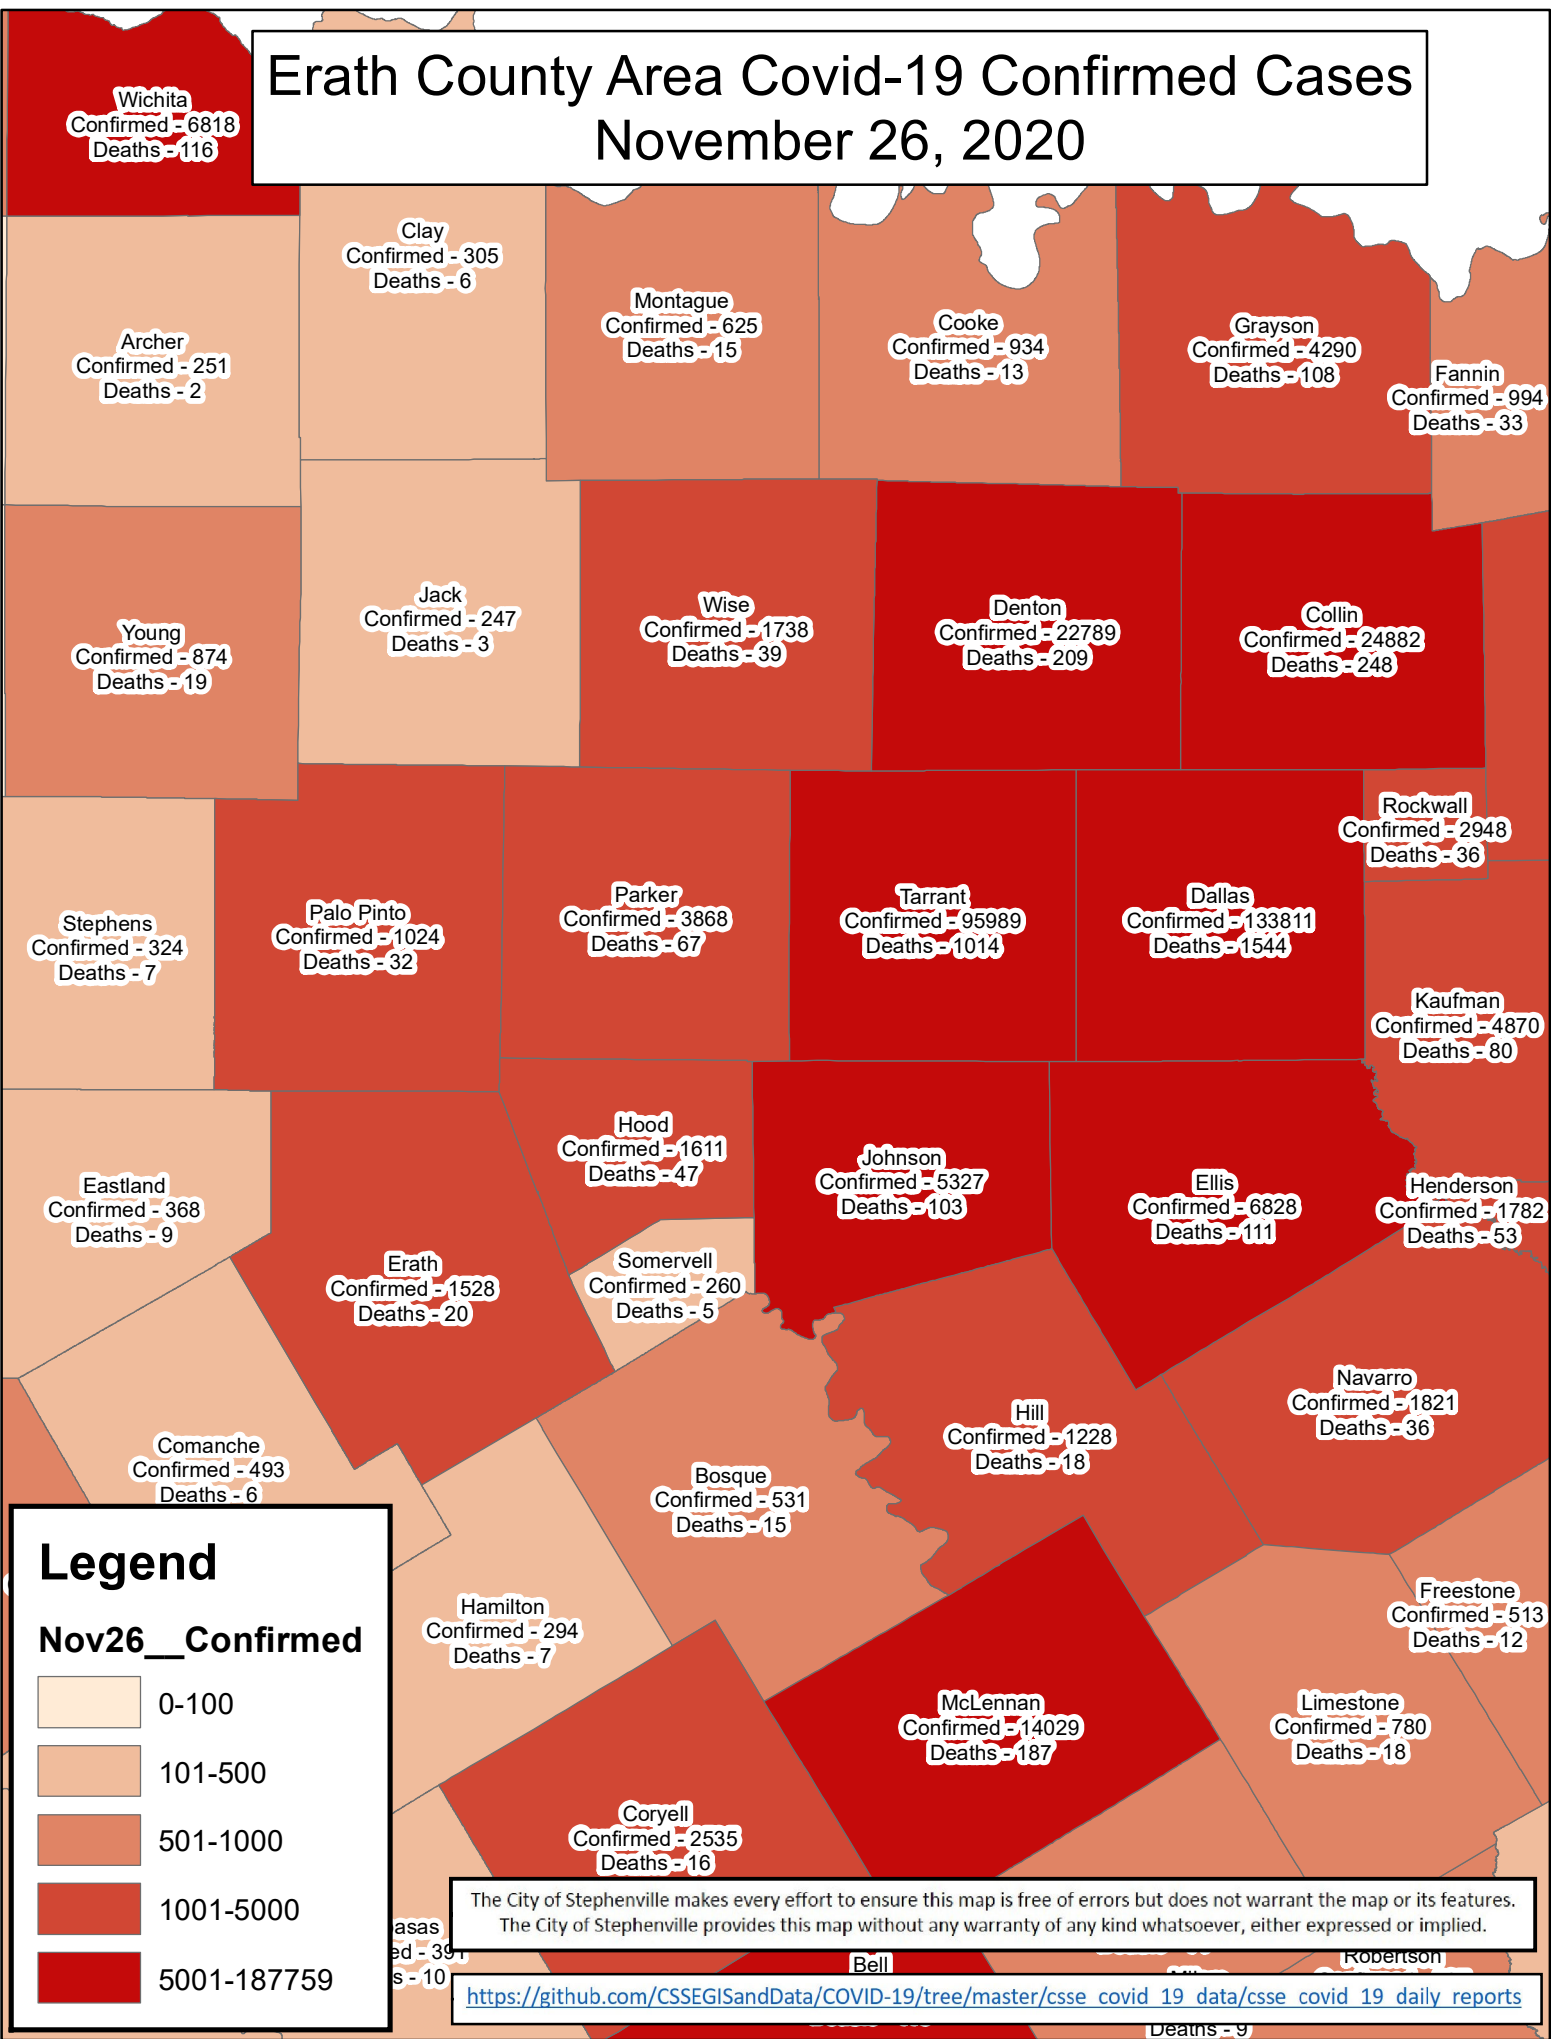 Erath County Area Covid-19 Confirmed Cases
November 26, 2020
Wichita
Confirmed - 6818
Deaths - 116
Clay
Confirmed - 305
Deaths - 6
Montague
Confirmed - 625
Deaths - 15
Cooke
Confirmed - 934
Deaths - 13
Grayson
Confirmed - 4290
Deaths - 108
Archer
Confirmed - 251
Deaths - 2
Fannin
Confirmed - 994
Deaths - 33
Young
Confirmed - 874
Deaths - 19
Jack
Confirmed - 247
Deaths - 3
Wise
Confirmed - 1738
Deaths - 39
Denton
Confirmed - 22789
Deaths - 209
Collin
Confirmed - 24882
Deaths - 248
Rockwall
Confirmed - 2948
Deaths - 36
Stephens
Confirmed - 324
Deaths - 7
Palo Pinto
Confirmed - 1024
Deaths - 32
Parker
Confirmed - 3868
Deaths - 67
Tarrant
Confirmed - 95989
Deaths - 1014
Dallas
Confirmed - 133811
Deaths - 1544
Kaufman
Confirmed - 4870
Deaths - 80
Eastland
Confirmed - 368
Deaths - 9
Hood
Confirmed - 1611
Deaths - 47
Johnson
Confirmed - 5327
Deaths - 103
Ellis
Confirmed - 6828
Deaths - 111
Henderson
Confirmed - 1782
Deaths - 53
Erath
Confirmed - 1528
Deaths - 20
Somervell
Confirmed - 260
Deaths - 5
Navarro
Confirmed - 1821
Deaths - 36
Comanche
Confirmed - 493
Deaths - 6
Hill
Confirmed - 1228
Deaths - 18
Bosque
Confirmed - 531
Deaths - 15
Hamilton
Confirmed - 294
Deaths - 7
Freestone
Confirmed - 513
Deaths - 12
McLennan
Confirmed - 14029
Deaths - 187
Limestone
Confirmed - 780
Deaths - 18
Coryell
Confirmed - 2535
Deaths - 16
Legend
Nov26__Confirmed
0-100
101-500
501-1000
1001-5000
5001-187759
asas
ed - 391
s - 10
The City of Stephenville makes every effort to ensure this map is free of errors but does not warrant the map or its features.
The City of Stephenville provides this map without any warranty of any kind whatsoever, either expressed or implied.
Bell
Robertson
https://github.com/CSSEGISandData/COVID-19/tree/master/csse_covid_19_data/csse_covid_19_daily_reports
Deaths - 9